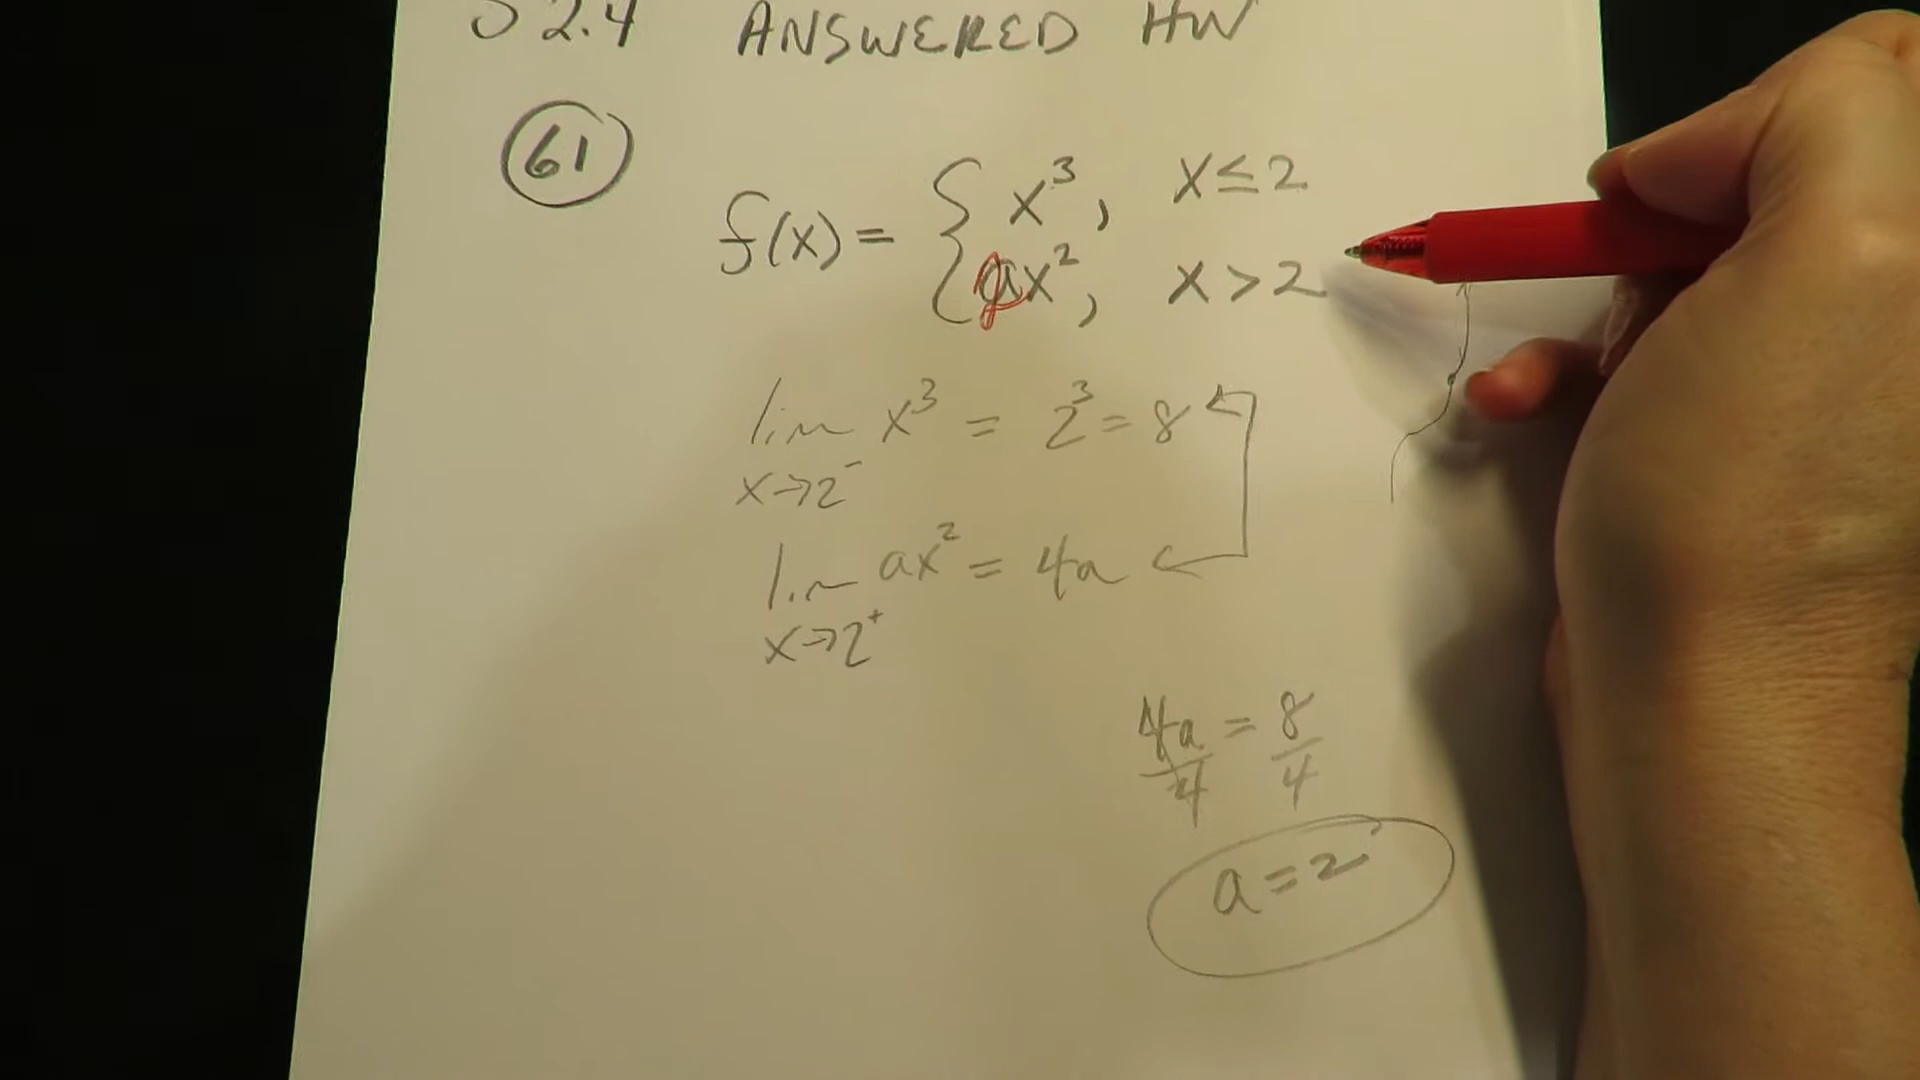 § 2.4 ANSWERED HW
61
f(x) = { x³, x ≤ 2
ax², x > 2
lim x³ = 2³ = 8
x→2⁻
lim ax² = 4a
x→2⁺
4a = 8
4 4
a = 2